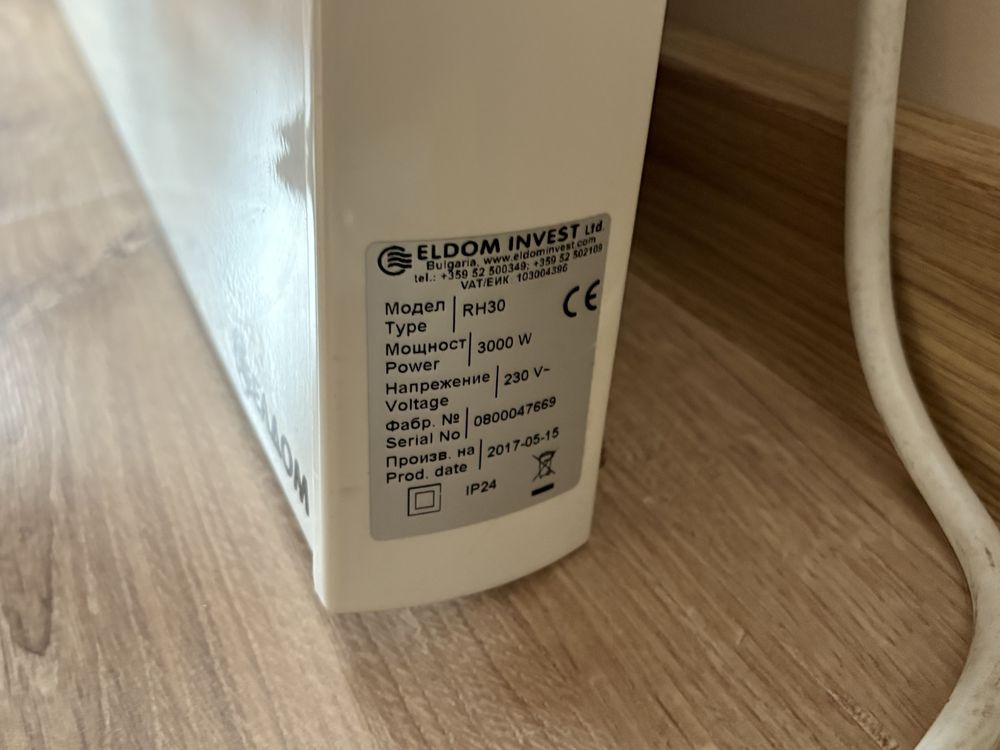 ELDOM INVEST Ltd.
Bulgaria, www.eldominvest.com
tel.: +359 52 500349; +359 52 502109
VAT/ЕИК 103004396
Модел
Type
RH30
CE
Мощност
Power
3000 W
Напрежение
Voltage
230 V~
Фабр. №
Serial No
0800047669
Произв. на
Prod. date
2017-05-15
IP24